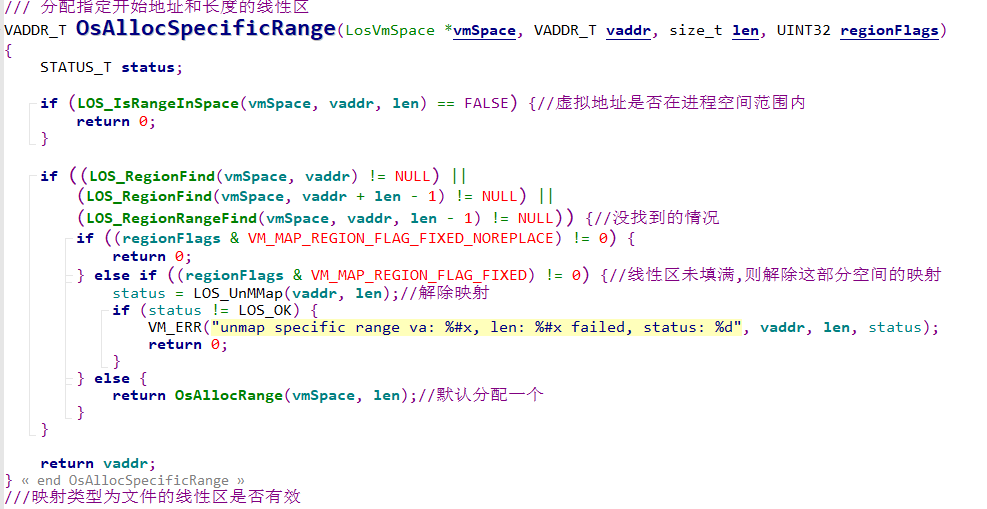 /// 分配指定开始地址和长度的线性区
VADDR_T OsAllocSpecificRange(LosVmSpace *vmSpace, VADDR_T vaddr, size_t len, UINT32 regionFlags)
{
STATUS_T status;
if (LOS_IsRangeInSpace(vmSpace, vaddr, len) == FALSE) {//虚拟地址是否在进程空间范围内
return 0;
}
if ((LOS_RegionFind(vmSpace, vaddr) != NULL) ||
(LOS_RegionFind(vmSpace, vaddr + len - 1) != NULL) ||
(LOS_RegionRangeFind(vmSpace, vaddr, len - 1) != NULL)) {//没找到的情况
if ((regionFlags & VM_MAP_REGION_FLAG_FIXED_NOREPLACE) != 0) {
return 0;
} else if ((regionFlags & VM_MAP_REGION_FLAG_FIXED) != 0) {//线性区未填满,则解除这部分空间的映射
status = LOS_UnMMap(vaddr, len);//解除映射
if (status != LOS_OK) {
VM_ERR("unmap specific range va: %#x, len: %#x failed, status: %d", vaddr, len, status);
return 0;
}
} else {
return OsAllocRange(vmSpace, len);//默认分配一个
}
}
return vaddr;
} « end OsAllocSpecificRange »
///映射类型为文件的线性区是否有效